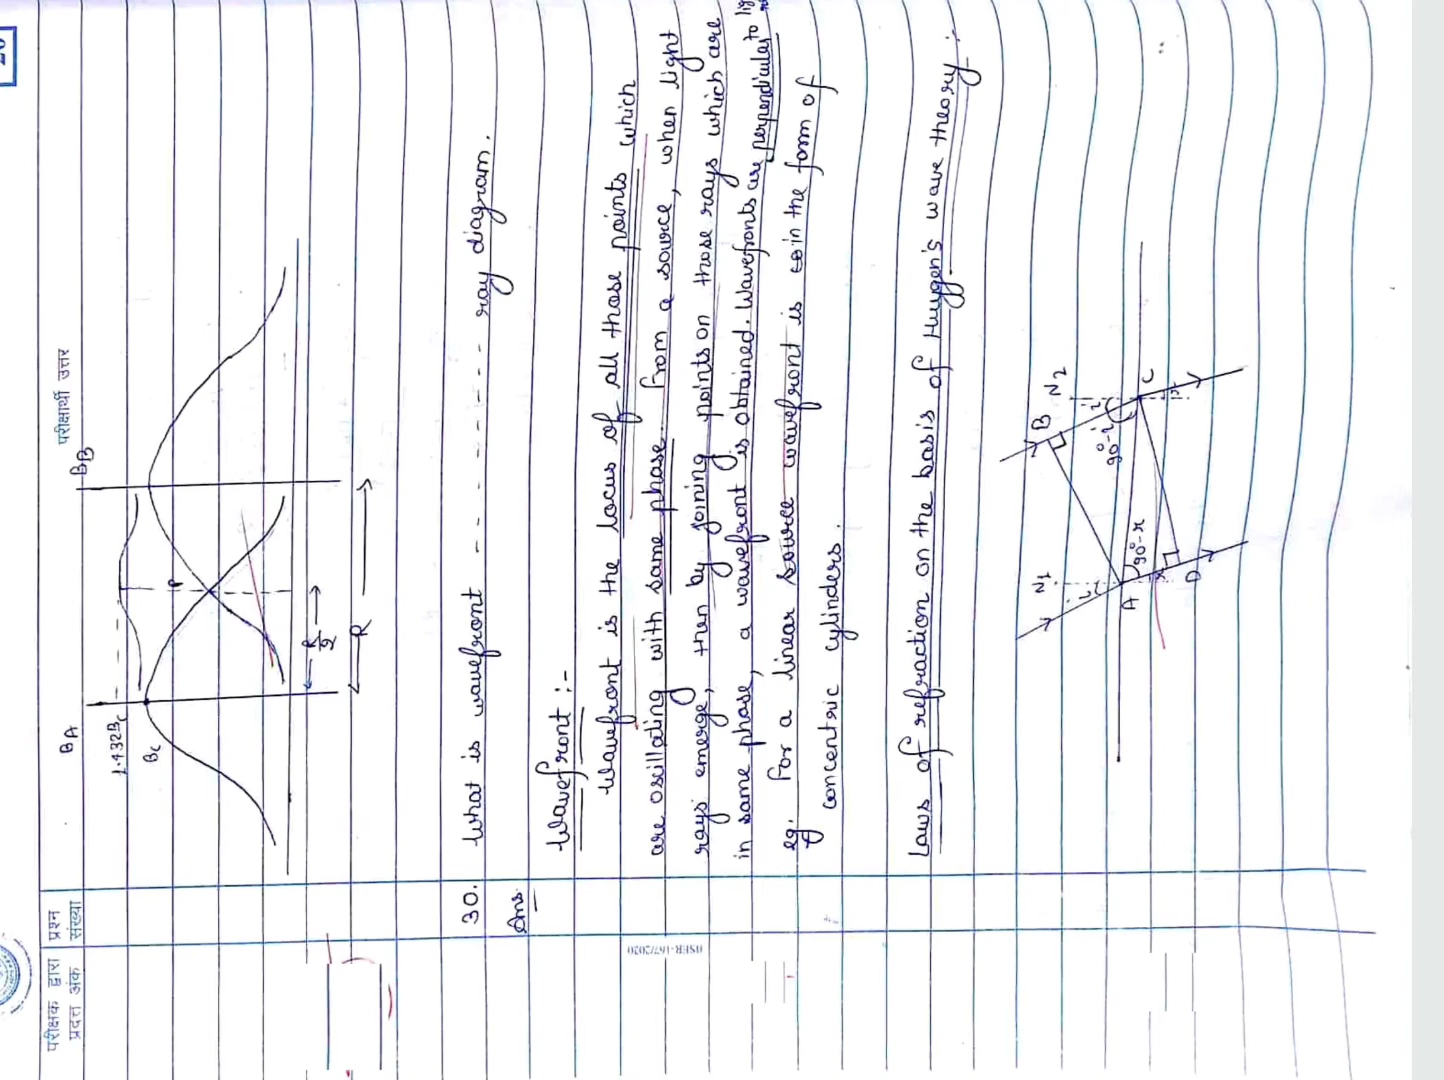 परीक्षक द्वारा प्रदत्त अंक
प्रश्न संख्या
परीक्षार्थी उत्तर
BA
BB
1.432Bc
Bc
P
R/2
R
30. What is wavefront - - - - - - - - ray diagram.
Ans.
Wavefront :-
Wavefront is the locus of all those points which
are oscillating with same phase. From a source, when light
rays emerge, then by joining points on those rays which are
in same phase, a wavefront is obtained. Wavefronts are perpendicular to
eg. For a linear source wavefront is in the form of
concentric cylinders.
Laws of refraction on the basis of Huygen's wave theory :-
N1
N2
B
i
i
90°-i
C
A
90°-r
r
r
D
BSER-167/2020